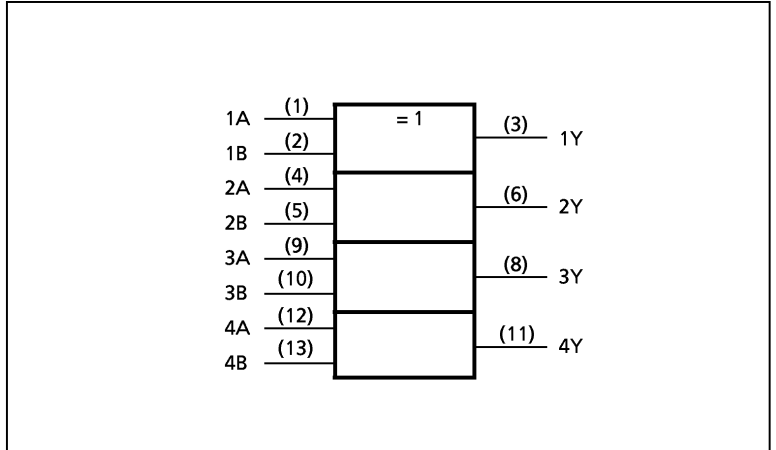 1A (1) = 1 (3) 1Y
1B (2)
2A (4) (6) 2Y
2B (5)
3A (9) (8) 3Y
3B (10)
4A (12) (11) 4Y
4B (13)